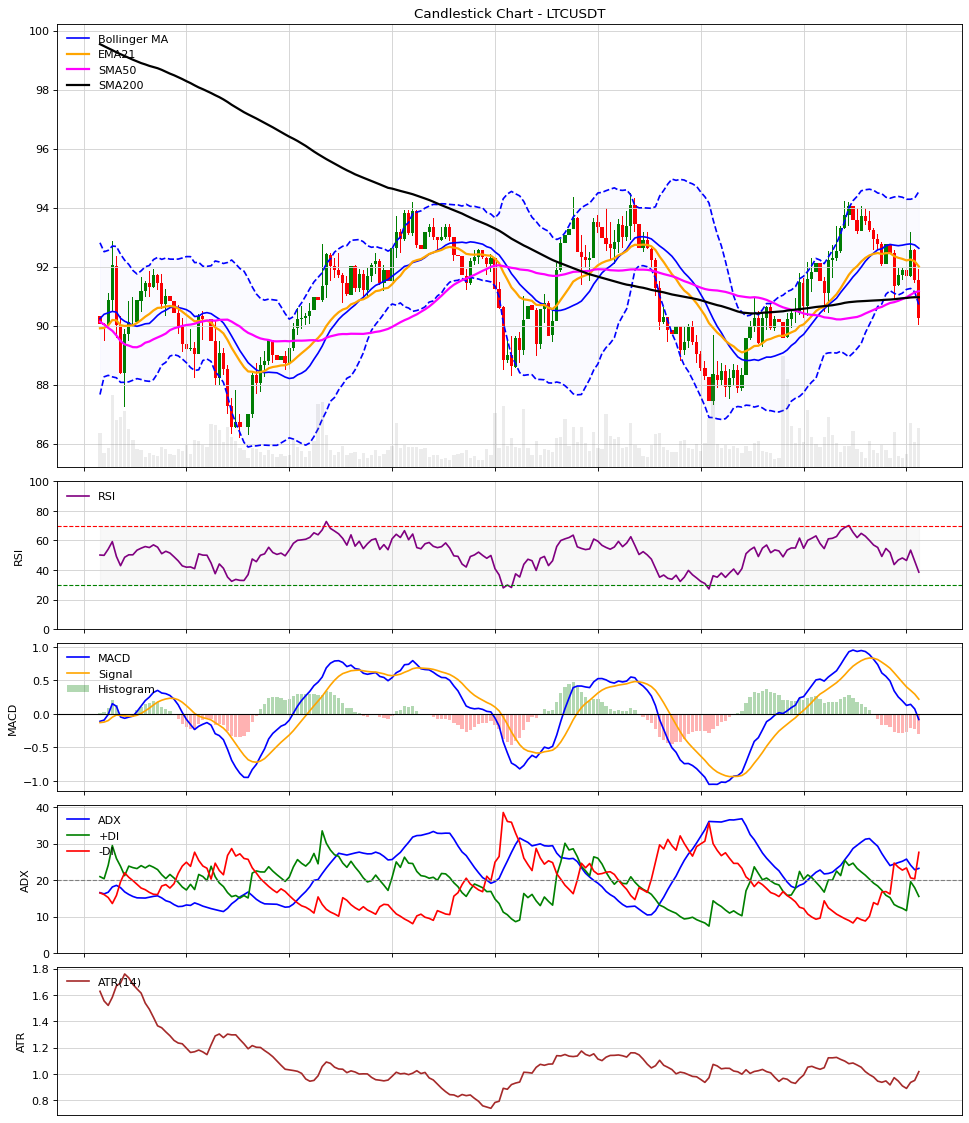 Candlestick Chart - LTCUSDT
Bollinger MA
EMA21
SMA50
SMA200
100
98
96
94
92
90
88
86
RSI
RSI
100
80
60
40
20
0
MACD
Signal
Histogram
MACD
1.0
0.5
0.0
−0.5
−1.0
ADX
+DI
-DI
ADX
40
30
20
10
0
ATR(14)
ATR
1.8
1.6
1.4
1.2
1.0
0.8